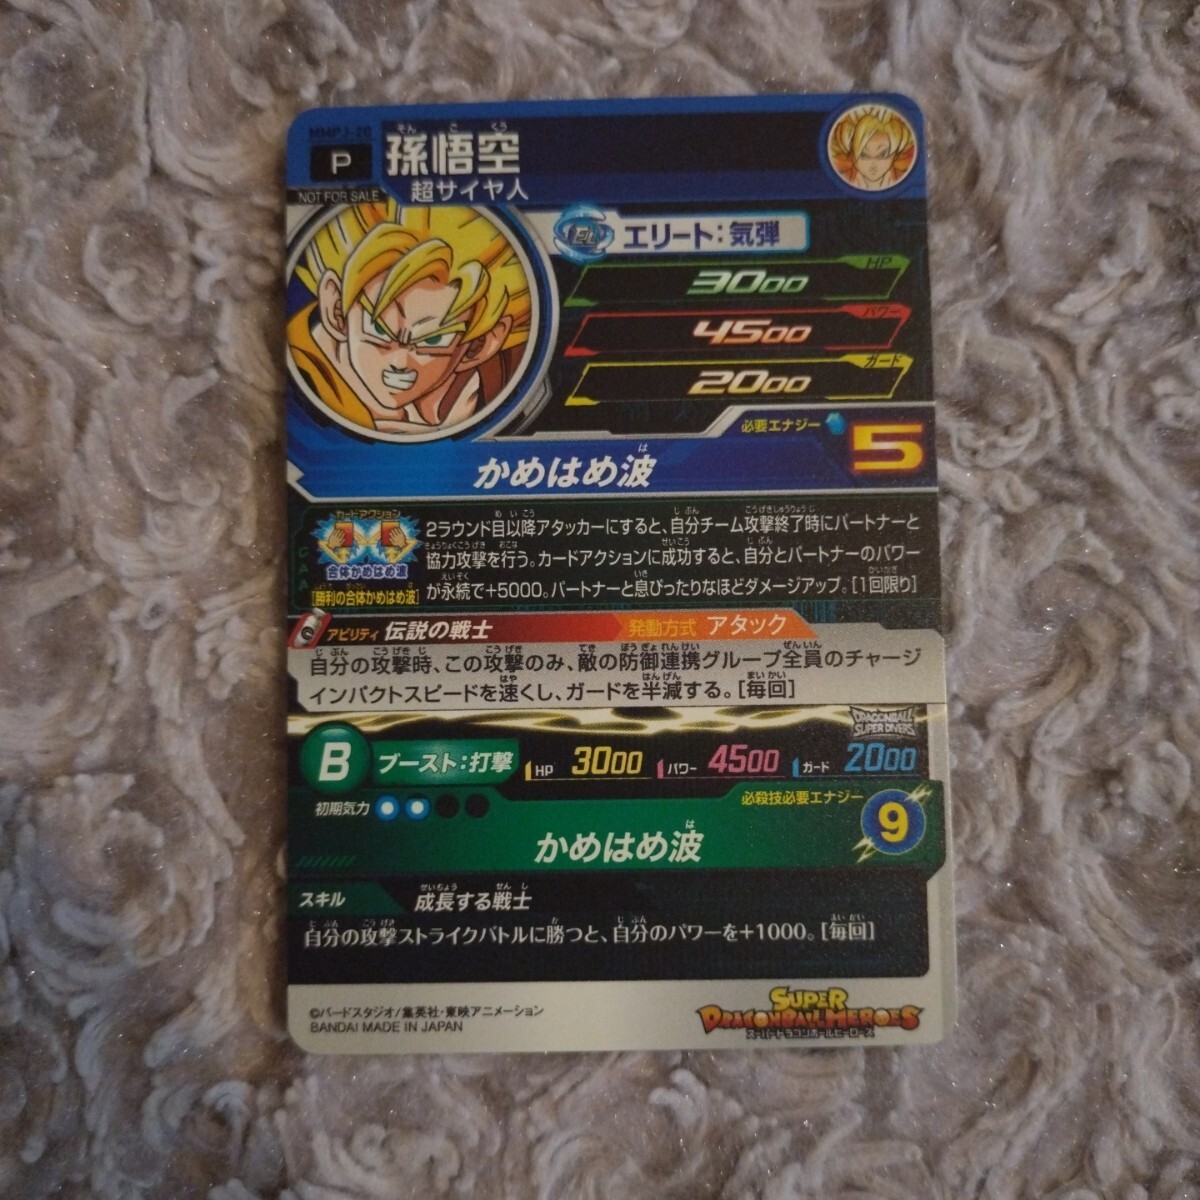 MMPJ-20
P
そんごくう
孫悟空
NOT FOR SALE
超サイヤ人
エリート：気弾
HP
3000
パワー
4500
ガード
2000
必要エナジー 5
は
かめはめ波
カードアクション
合体かめはめ波
[勝利の合体かめはめ波]
CAA
2ラウンド目以降アタッカーにすると、自分チーム攻撃終了時にパートナーと
協力攻撃を行う。カードアクションに成功すると、自分とパートナーのパワー
が永続で+5000。パートナーと息ぴったりなほどダメージアップ。[1回限り]
アビリティ 伝説の戦士 発動方式 アタック
自分の攻撃時、この攻撃のみ、敵の防御連携グループ全員のチャージ
インパクトスピードを速くし、ガードを半減する。[毎回]
DRAGONBALL
SUPER DIVERS
B ブースト：打撃 HP 3000 パワー 4500 ガード 2000
初期気力
必殺技必要エナジー 9
は
かめはめ波
スキル 成長する戦士
自分の攻撃ストライクバトルに勝つと、自分のパワーを+1000。[毎回]
©バードスタジオ/集英社・東映アニメーション
BANDAI MADE IN JAPAN
SUPER
DRAGONBALL HEROES
スーパードラゴンボールヒーローズ